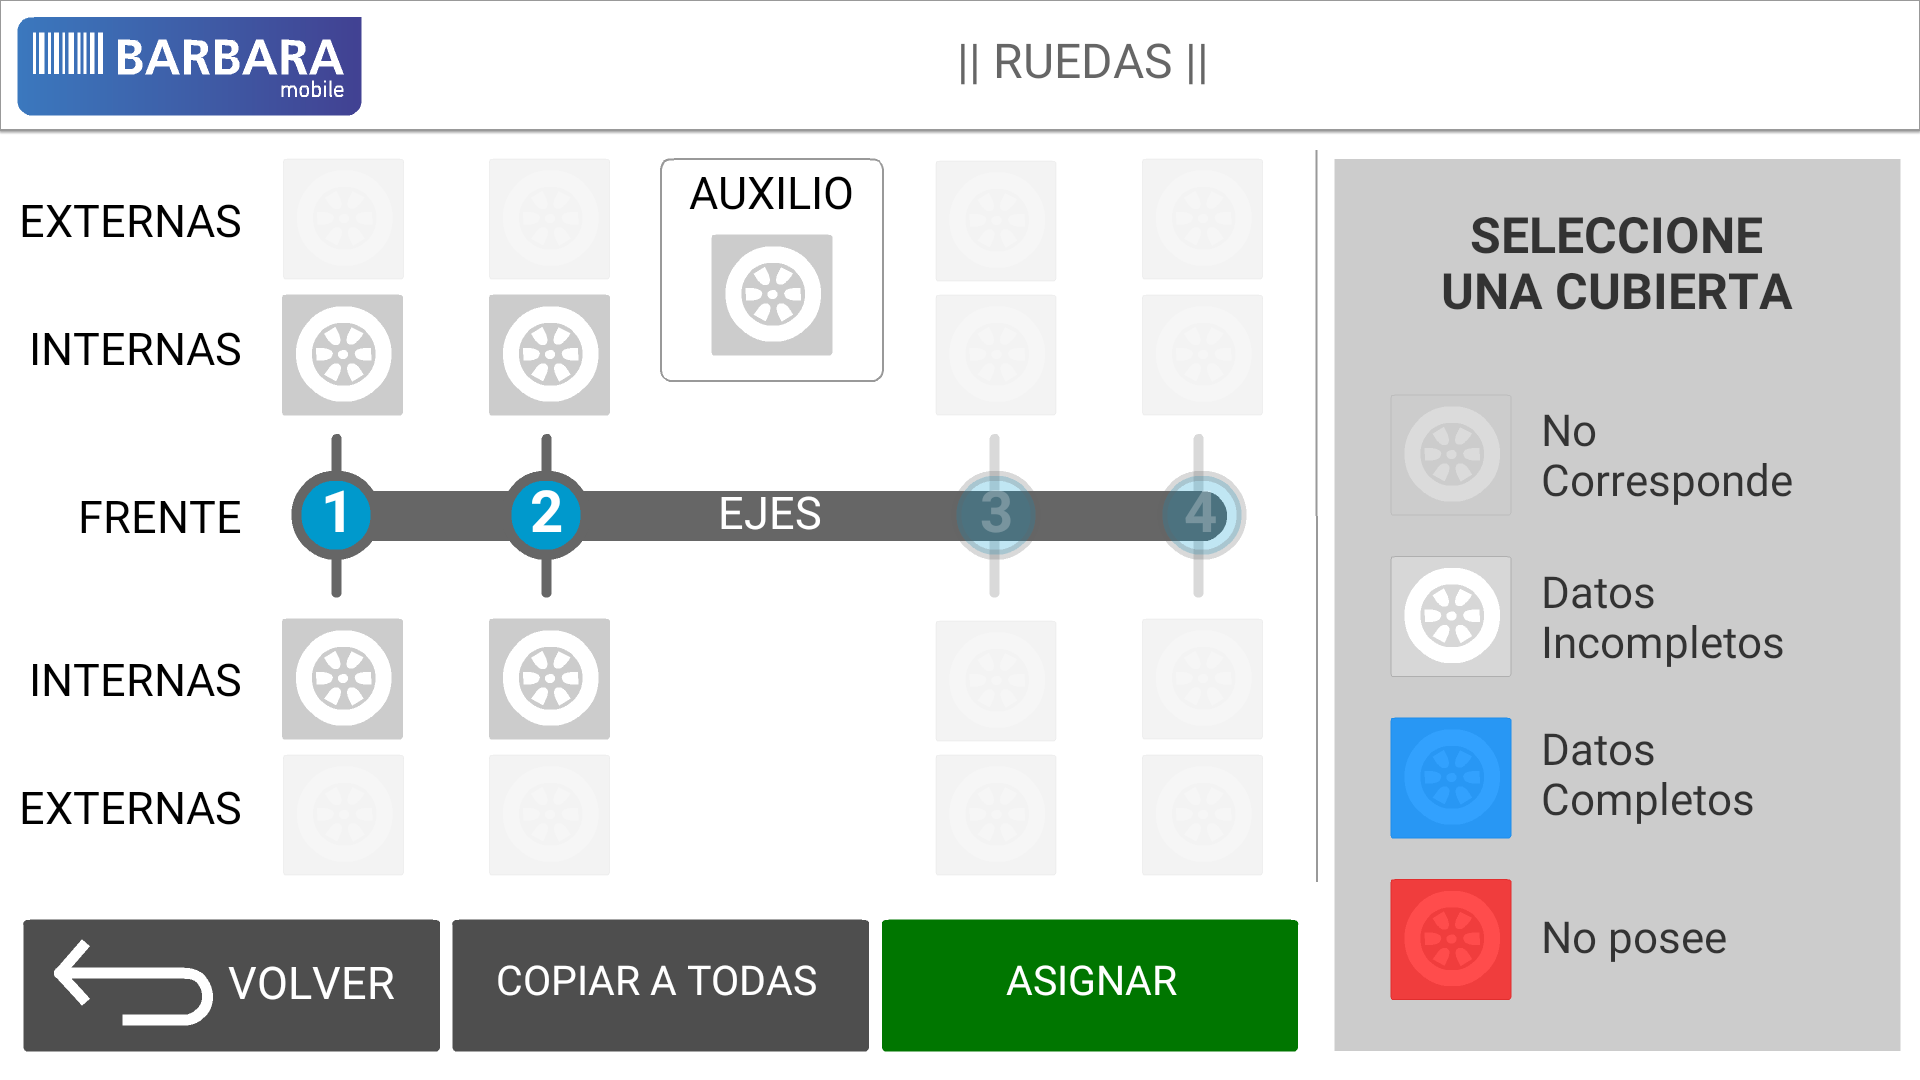 BARBARA
mobile
|| RUEDAS ||
EXTERNAS
AUXILIO
INTERNAS
FRENTE
1
2
EJES
3
4
INTERNAS
EXTERNAS
VOLVER
COPIAR A TODAS
ASIGNAR
SELECCIONE
UNA CUBIERTA
No
Corresponde
Datos
Incompletos
Datos
Completos
No posee